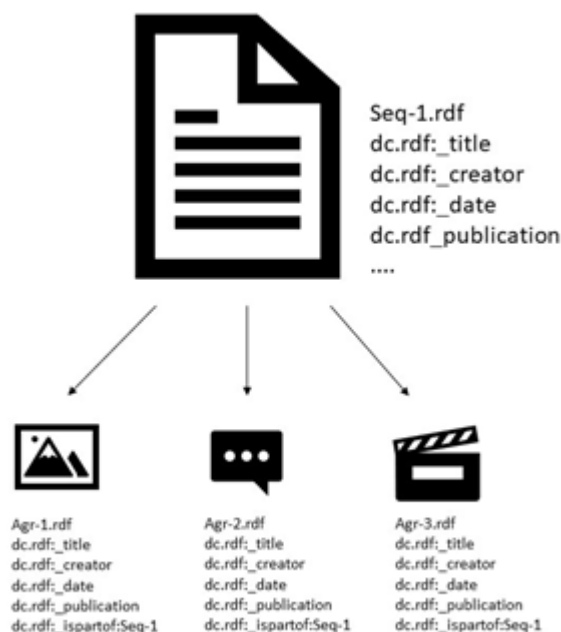 Seq-1.rdf
dc.rdf:_title
dc.rdf:_creator
dc.rdf:_date
dc.rdf_publication
....
Agr-1.rdf
dc.rdf:_title
dc.rdf:_creator
dc.rdf:_date
dc.rdf:_publication
dc.rdf:_ispartof:Seq-1
Agr-2.rdf
dc.rdf:_title
dc.rdf:_creator
dc.rdf:_date
dc.rdf:_publication
dc.rdf:_ispartof:Seq-1
Agr-3.rdf
dc.rdf:_title
dc.rdf:_creator
dc.rdf:_date
dc.rdf:_publication
dc.rdf:_ispartof:Seq-1